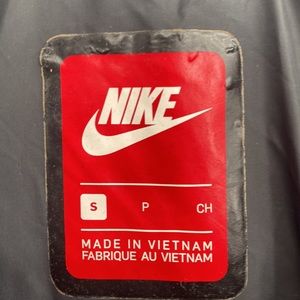 NIKE
S P CH
MADE IN VIETNAM
FABRIQUE AU VIETNAM